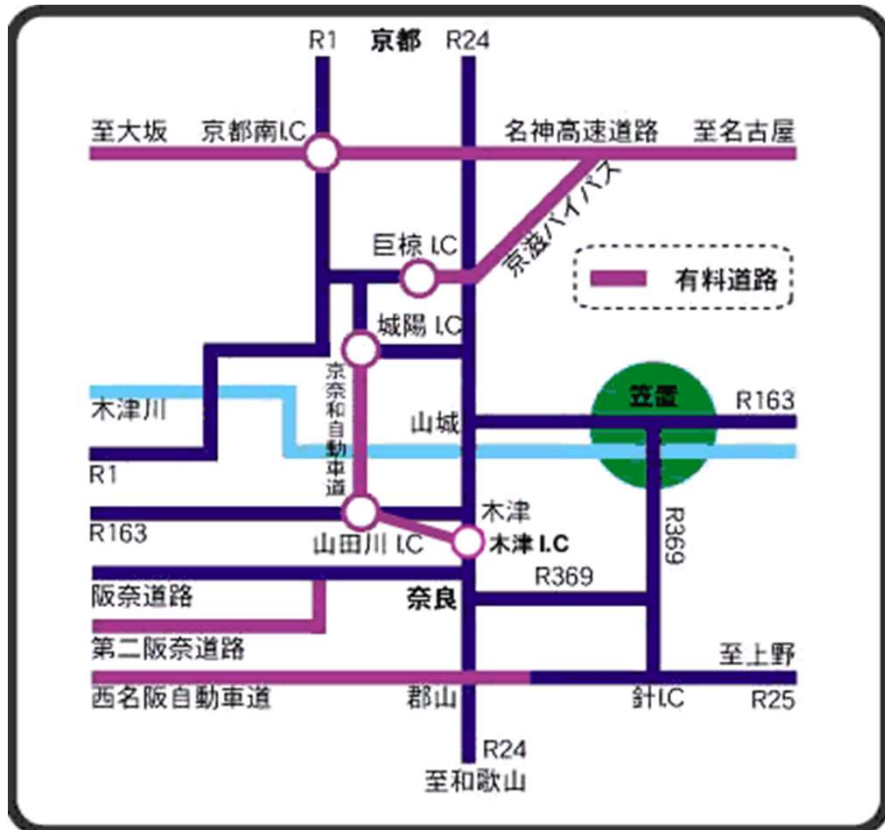 R1 京都 R24
至大坂 京都南I.C 名神高速道路 至名古屋
京滋バイパス
巨椋 I.C
有料道路
城陽 I.C
京奈和自動車道
笠置
木津川
山城
R163
R1
R163
木津
山田川 I.C
木津 I.C
R369
R369
阪奈道路
奈良
第二阪奈道路
至上野
西名阪自動車道
郡山
針I.C
R25
R24
至和歌山